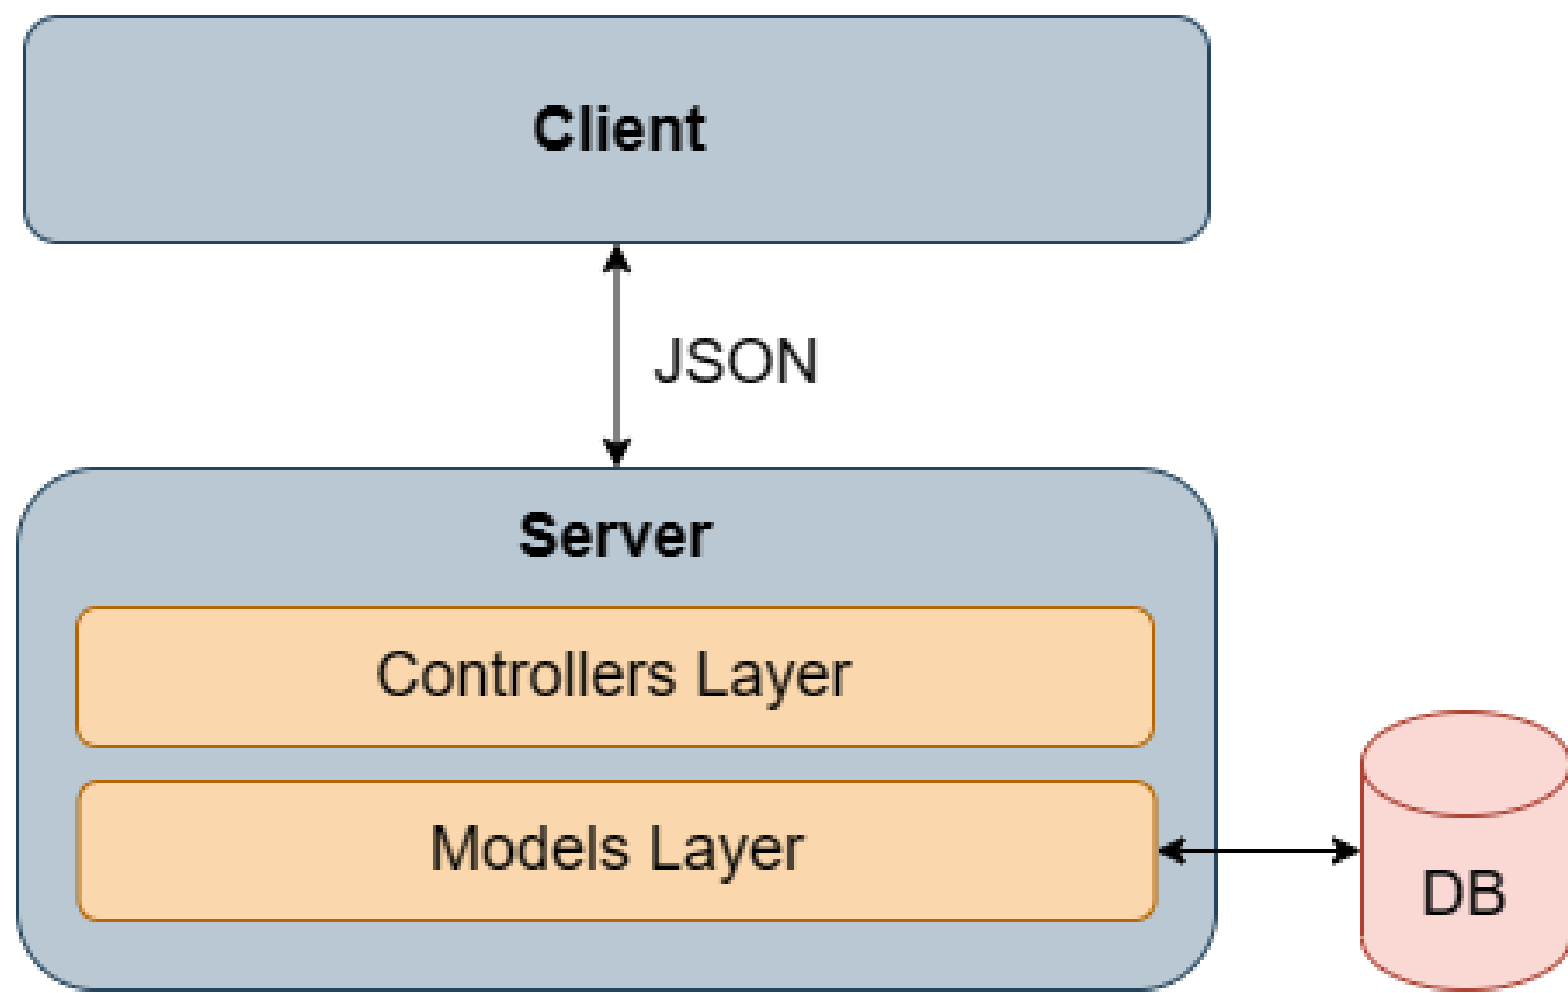 Client
JSON
Server
Controllers Layer
Models Layer
DB